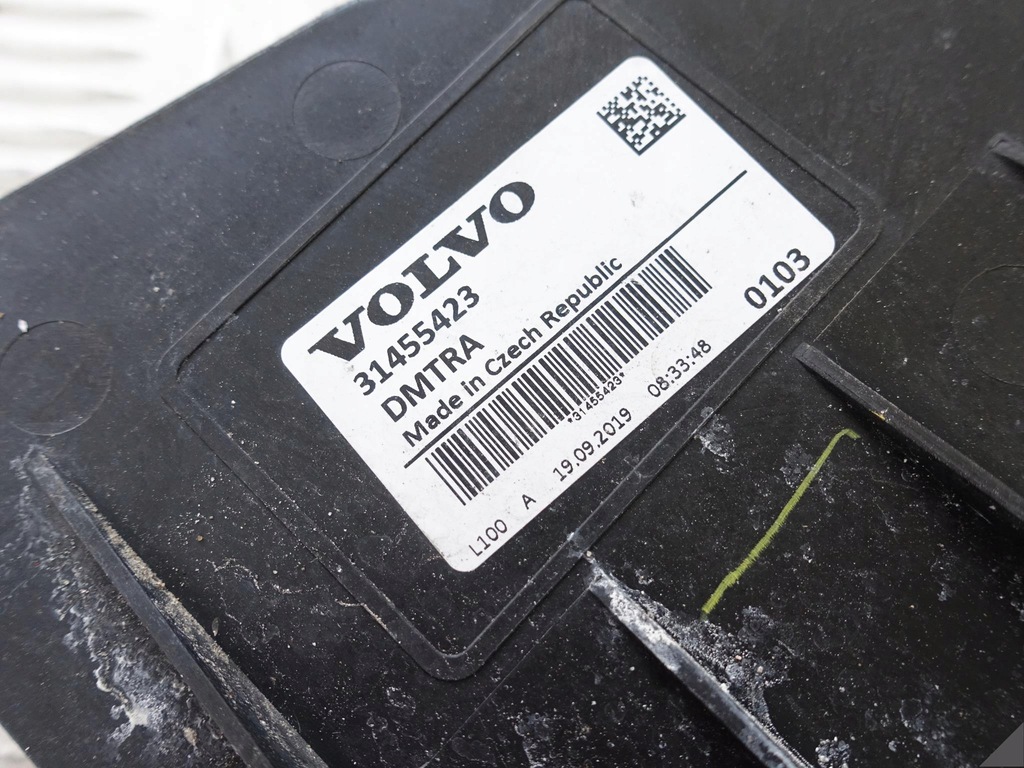 VOLVO
31455423
DMTRA
Made in Czech Republic
*31455423*
0103
L100 A 19.09.2019 08:33:48